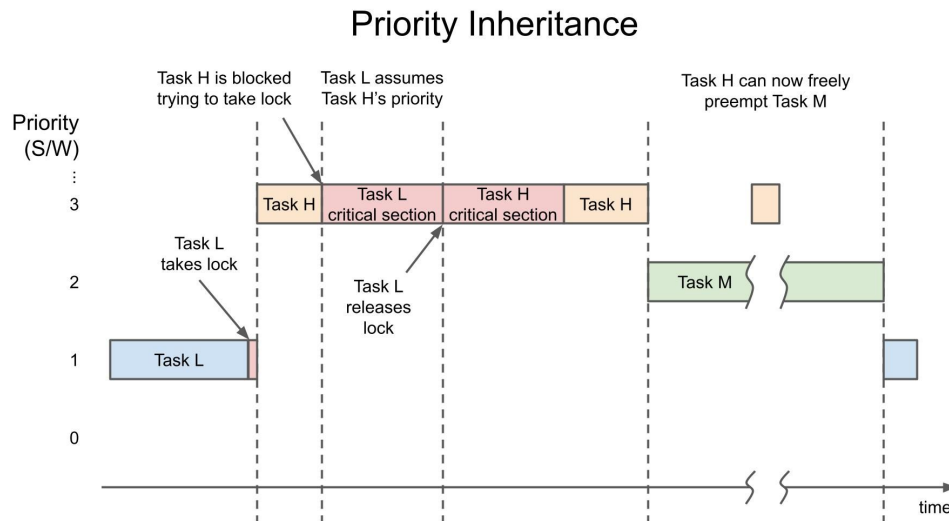 Priority Inheritance
Task H is blocked
trying to take lock
Task L assumes
Task H's priority
Task H can now freely
preempt Task M
Priority
(S/W)
...
3
Task H
Task L
critical section
Task H
critical section
Task H
Task L
takes lock
Task L
releases
lock
2
Task M
1
Task L
0
time